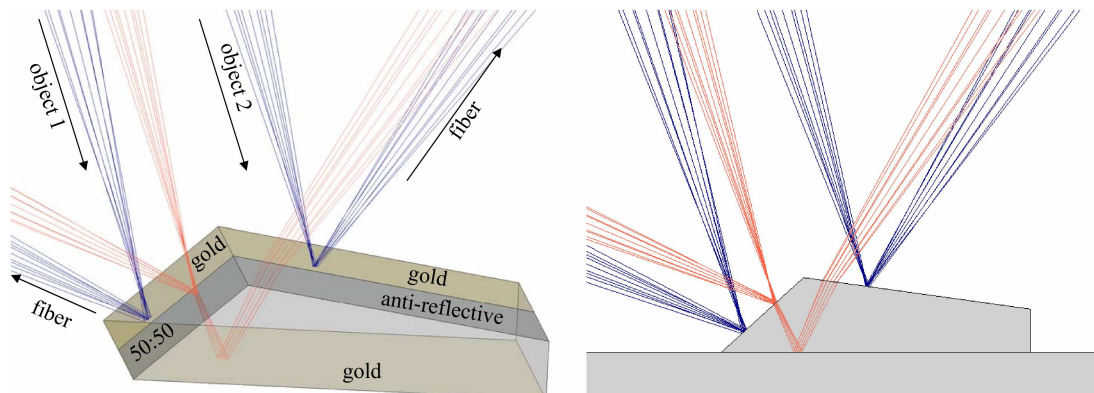 object 1
object 2
fiber
gold
gold
anti-reflective
fiber
50:50
gold